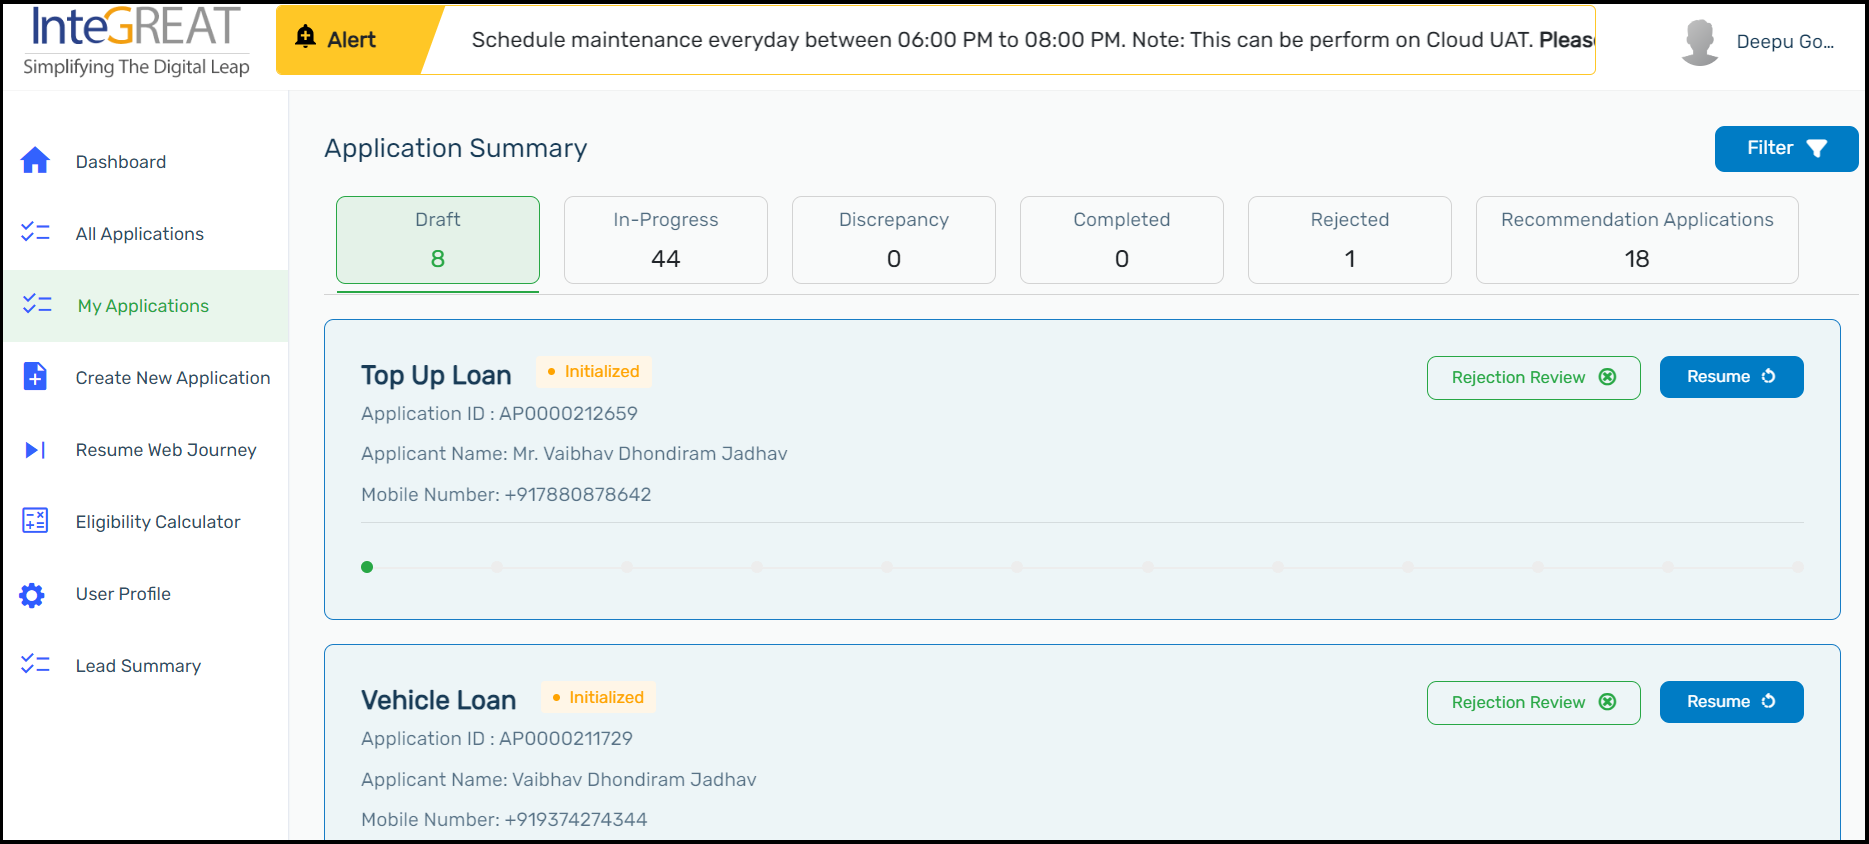 InteGREAT
Simplifying The Digital Leap
Alert
Schedule maintenance everyday between 06:00 PM to 08:00 PM. Note: This can be perform on Cloud UAT.
Deepu Go...
Dashboard
All Applications
My Applications
Create New Application
Resume Web Journey
Eligibility Calculator
User Profile
Lead Summary
Application Summary
Filter
Draft
8
In-Progress
44
Discrepancy
0
Completed
0
Rejected
1
Recommendation Applications
18
Top Up Loan
Initialized
Rejection Review
Resume
Application ID : AP0000212659
Applicant Name: Mr. Vaibhav Dhondiram Jadhav
Mobile Number: +917880878642
Vehicle Loan
Initialized
Rejection Review
Resume
Application ID : AP0000211729
Applicant Name: Vaibhav Dhondiram Jadhav
Mobile Number: +919374274344